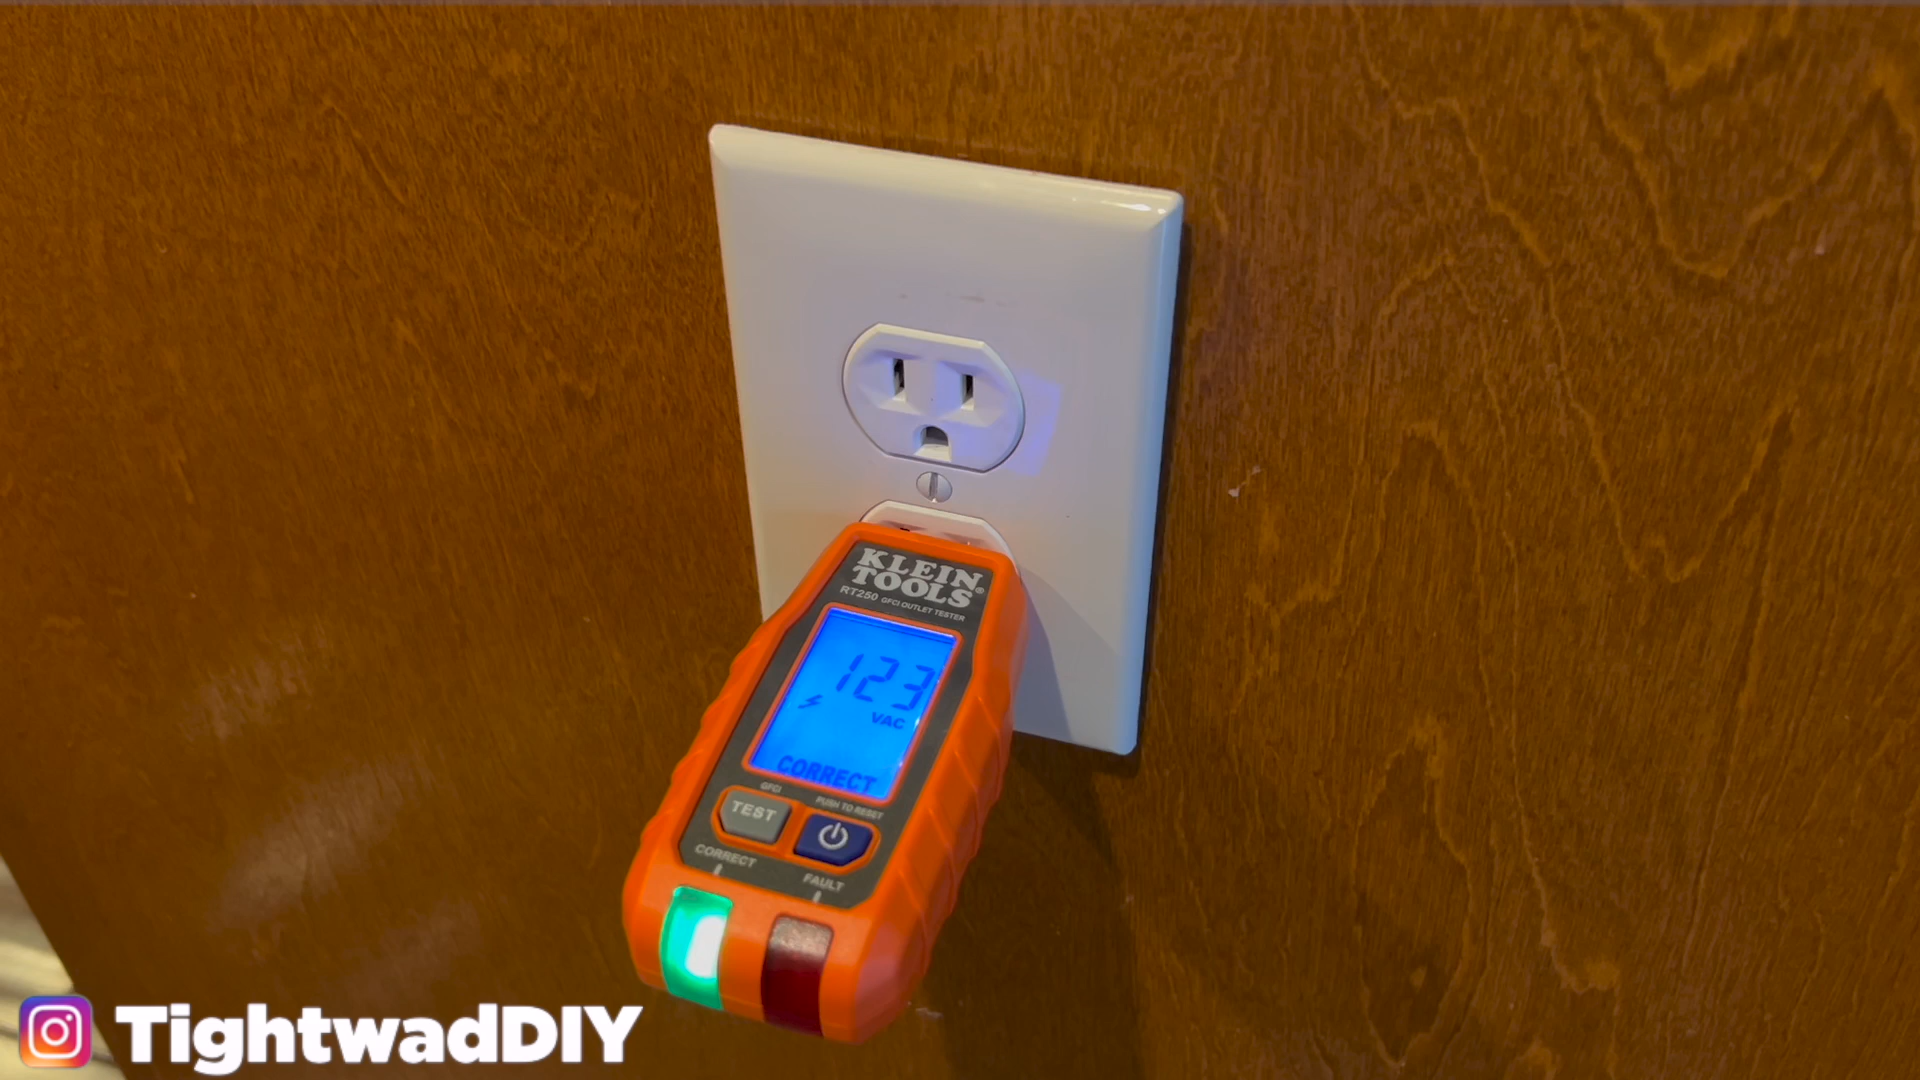 KLEIN
TOOLS®
RT250 GFCI OUTLET TESTER
123
VAC
CORRECT
GFCI
PUSH TO RESET
TEST
CORRECT
FAULT
TightwadDIY